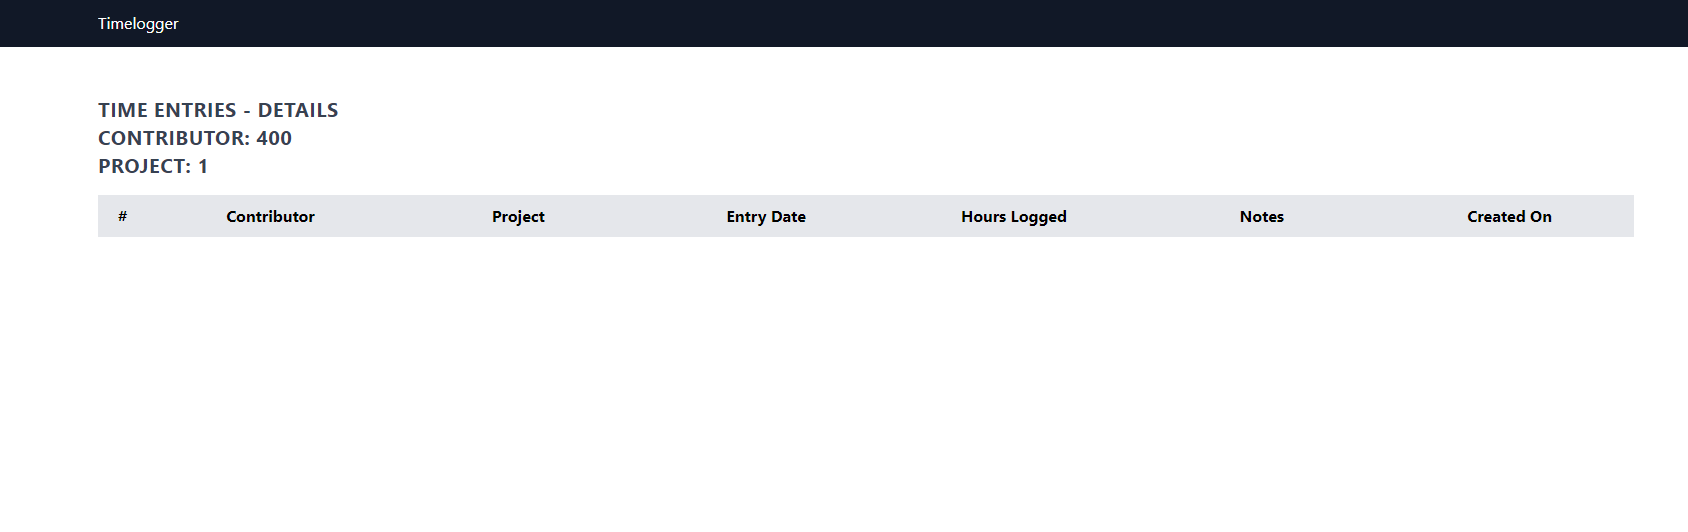 Timelogger
TIME ENTRIES - DETAILS
CONTRIBUTOR: 400
PROJECT: 1
# Contributor Project Entry Date Hours Logged Notes Created On